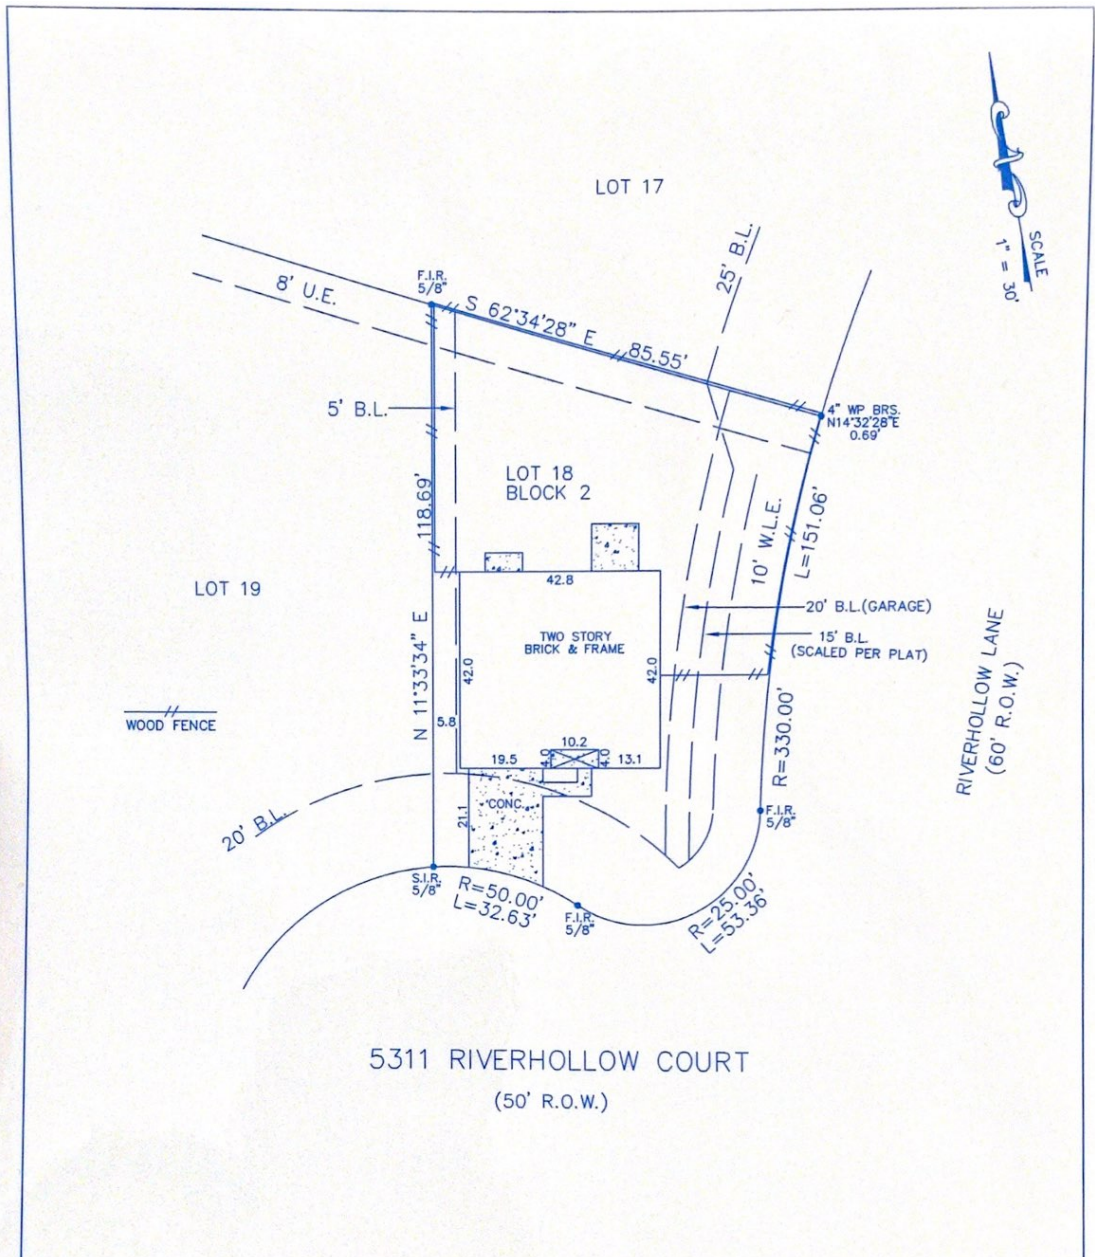 LOT 17
SCALE
1" = 30'
25' B.L.
F.I.R.
5/8"
8' U.E.
S 62°34'28" E
85.55'
5' B.L.
4" WP BRS.
N14°32'28"E
0.69'
LOT 18
BLOCK 2
118.69'
10' W.L.E.
L=151.06'
LOT 19
42.8
20' B.L.(GARAGE)
TWO STORY
BRICK & FRAME
15' B.L.
(SCALED PER PLAT)
N 11°33'34" E
42.0
42.0
RIVERHOLLOW LANE
(60' R.O.W.)
WOOD FENCE
5.8
R=330.00'
10.2
19.5
4.0
4.0
13.1
20' B.L.
21.1
CONC.
F.I.R.
5/8"
S.I.R.
5/8"
R=50.00'
L=32.63'
F.I.R.
5/8"
R=25.00'
L=53.36'
5311 RIVERHOLLOW COURT
(50' R.O.W.)